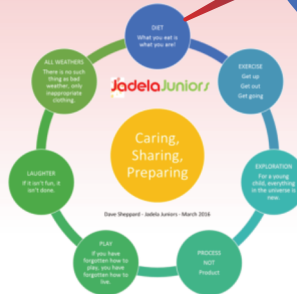 DIET
What you eat is
what you are!
ALL WEATHERS
There is no such
thing as bad
weather, only
inappropriate
clothing.
JadelaJuniors
EXERCISE
Get up
Get out
Get going
Caring,
Sharing,
Preparing
LAUGHTER
If it isn't fun, it
isn't done.
EXPLORATION
For a young
child, everything
in the universe is
new.
Dave Sheppard - Jadela Juniors - March 2016
PLAY
If you have
forgotten how to
play, you have
forgotten how to
live.
PROCESS
NOT
Product